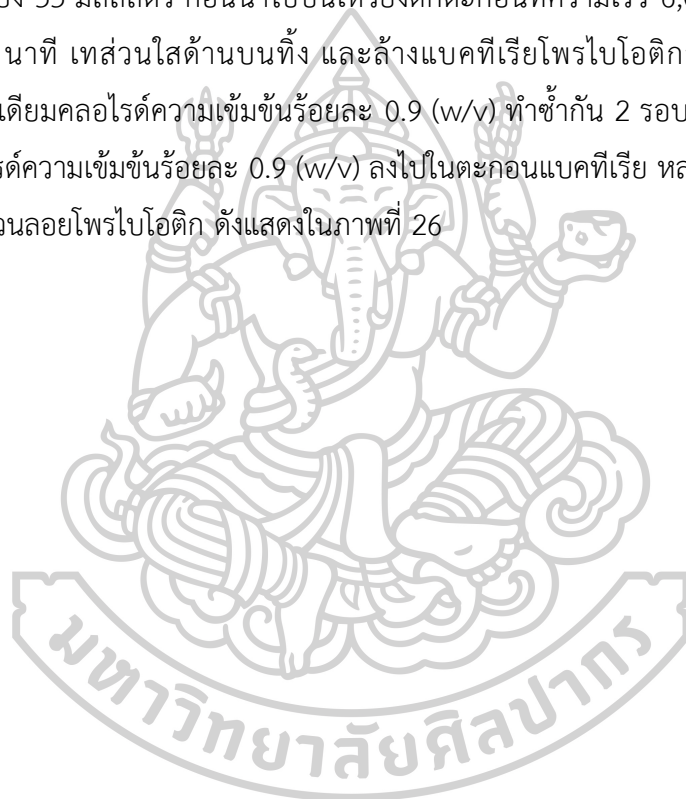 35 มิลลิลิตร ก่อนนำไปปั่นเหวี่ยงตกตะกอนที่ความเร็ว
นาที เทส่วนใสด้านบนทิ้ง และล้างแบคทีเรียโพรไบโอติก
เดียมคลอไรด์ความเข้มข้นร้อยละ 0.9 (w/v) ทำซ้ำกัน 2 รอบ
รด์ความเข้มข้นร้อยละ 0.9 (w/v) ลงไปในตะกอนแบคทีเรีย
วนลอยโพรไบโอติก ดังแสดงในภาพที่ 26
มหาวิทยาลัยศิลปากร